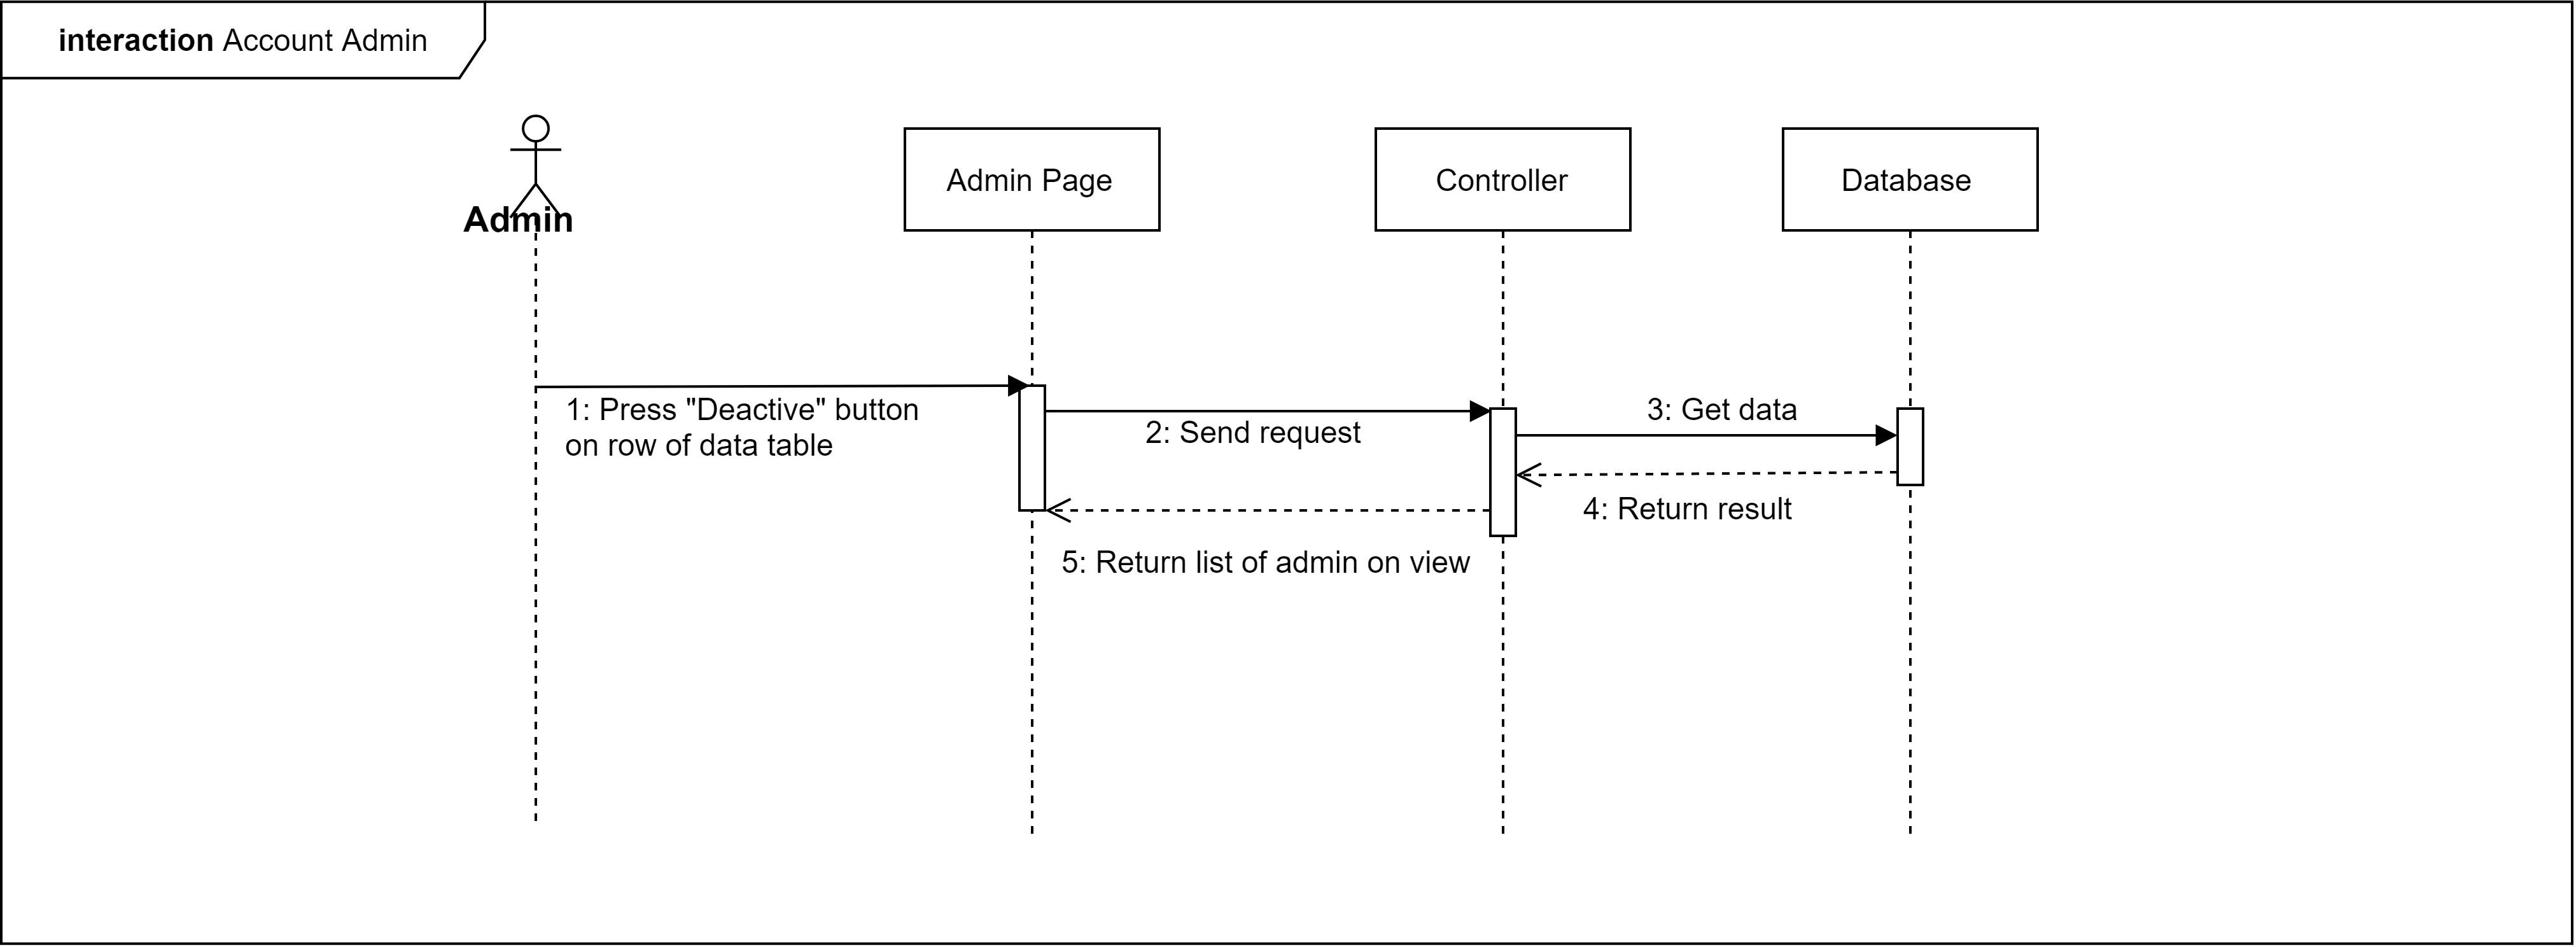 interaction Account Admin
Admin
Admin Page
Controller
Database
1: Press "Deactive" button
on row of data table
2: Send request
3: Get data
4: Return result
5: Return list of admin on view